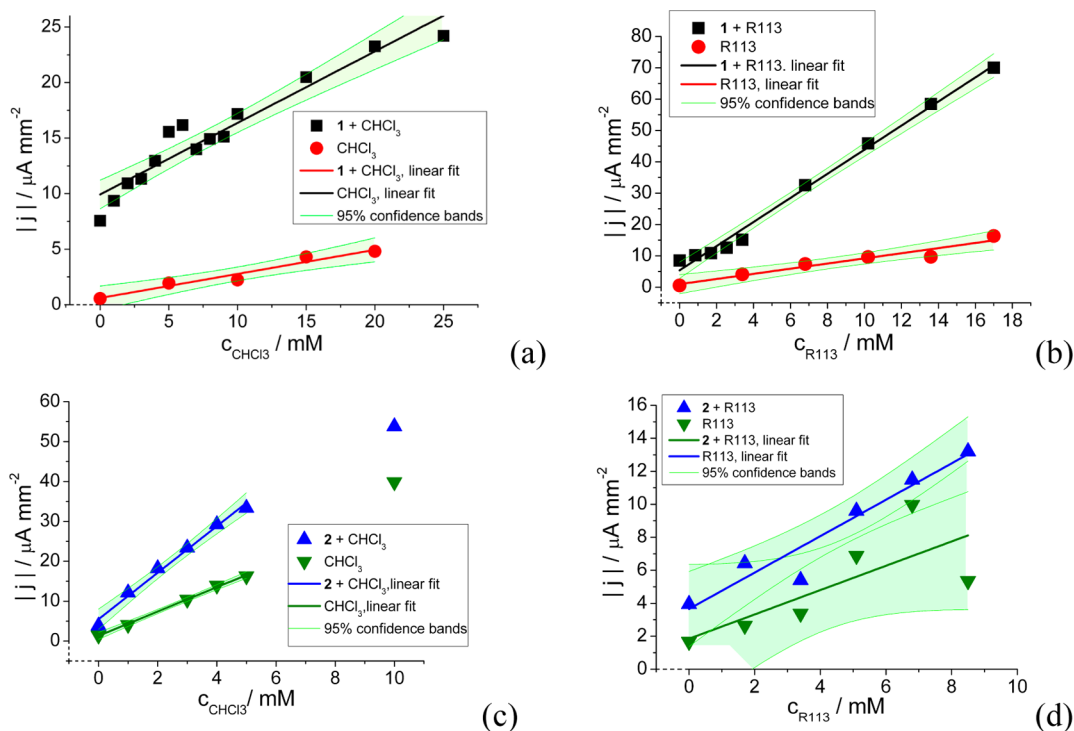 25
20
15
10
5
0
0 5 10 15 20 25
| j | / μA mm-2
cCHCl3 / mM
1 + CHCl3
CHCl3
1 + CHCl3, linear fit
CHCl3, linear fit
95% confidence bands
(a)
80
70
60
50
40
30
20
10
0
0 2 4 6 8 10 12 14 16 18
| j | / μA mm-2
cR113 / mM
1 + R113
R113
1 + R113. linear fit
R113, linear fit
95% confidence bands
(b)
60
50
40
30
20
10
0
0 2 4 6 8 10
| j | / μA mm-2
cCHCl3/ mM
2 + CHCl3
CHCl3
2 + CHCl3,linear fit
CHCl3,linear fit
95% confidence bands
(c)
16
14
12
10
8
6
4
2
0
0 2 4 6 8 10
| j | / μA mm-2
cR113 / mM
2 + R113
R113
2 + R113, linear fit
R113, linear fit
95% confidence bands
(d)